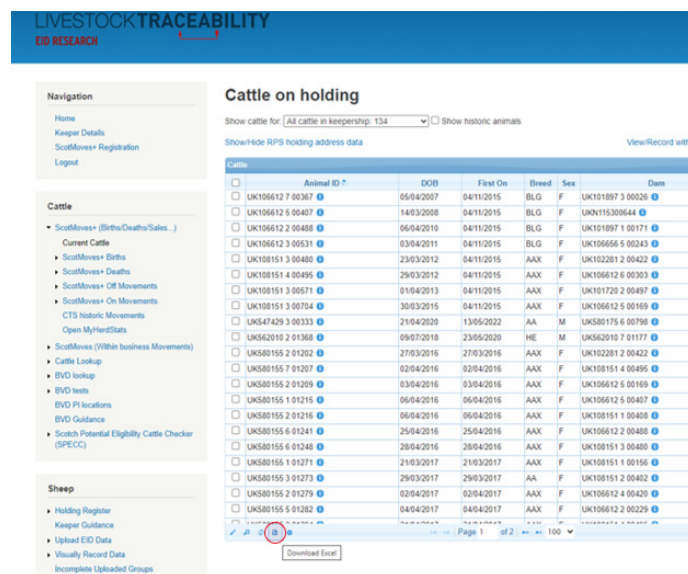 LIVESTOCKTRACEABILITY
EID RESEARCH
Navigation
Home
Keeper Details
ScotMoves+ Registration
Logout
Cattle
ScotMoves+ (Births/Deaths/Sales...)
Current Cattle
ScotMoves+ Births
ScotMoves+ Deaths
ScotMoves+ Off Movements
ScotMoves+ On Movements
CTS historic Movements
Open MyHerdStats
ScotMoves (Within business Movements)
Cattle Lookup
BVD lookup
BVD tests
BVD PI locations
BVD Guidance
Scotch Potential Eligibility Cattle Checker
(SPECC)
Sheep
Holding Register
Keeper Guidance
Upload EID Data
Visually Record Data
Incomplete Uploaded Groups
Cattle on holding
Show cattle for: All cattle in keepership: 134 Show historic animals
Show/Hide RPS holding address data View/Record with
Cattle
Animal ID DOB First On Breed Sex Dam
UK106612 7 00367 05/04/2007 04/11/2015 BLG F UK101897 3 00026
UK106612 5 00407 14/03/2008 04/11/2015 BLG F UKN115300644
UK106612 2 00488 06/04/2010 04/11/2015 BLG F UK101897 1 00171
UK106612 3 00531 03/04/2011 04/11/2015 BLG F UK106656 5 00243
UK108151 3 00480 23/03/2012 04/11/2015 AAX F UK102281 2 00422
UK108151 4 00495 29/03/2012 04/11/2015 AAX F UK106612 6 00303
UK108151 3 00571 01/04/2013 04/11/2015 AAX F UK101720 2 00497
UK108151 3 00704 30/03/2015 04/11/2015 AAX F UK106612 5 00169
UK547429 3 00333 21/04/2020 13/05/2022 AA M UK580175 6 00798
UK562010 2 01368 09/07/2018 23/05/2020 HE M UK562010 7 01177
UK580155 2 01202 27/03/2016 27/03/2016 AAX F UK102281 2 00422
UK580155 7 01207 02/04/2016 02/04/2016 AAX F UK108151 4 00495
UK580155 2 01209 03/04/2016 03/04/2016 AAX F UK106612 5 00169
UK580155 1 01215 06/04/2016 06/04/2016 AAX F UK106612 5 00407
UK580155 2 01216 06/04/2016 06/04/2016 AAX F UK108151 1 00408
UK580155 6 01241 25/04/2016 25/04/2016 AAX F UK106612 2 00488
UK580155 6 01248 28/04/2016 28/04/2016 AAX F UK108151 3 00480
UK580155 1 01271 21/03/2017 21/03/2017 AAX F UK108151 1 00156
UK580155 3 01273 29/03/2017 29/03/2017 AA F UK108151 2 00402
UK580155 2 01279 02/04/2017 02/04/2017 AAX F UK106612 4 00420
UK580155 5 01282 04/04/2017 04/04/2017 AAX F UK106612 2 00229
Page 1 of 2 100
Download Excel